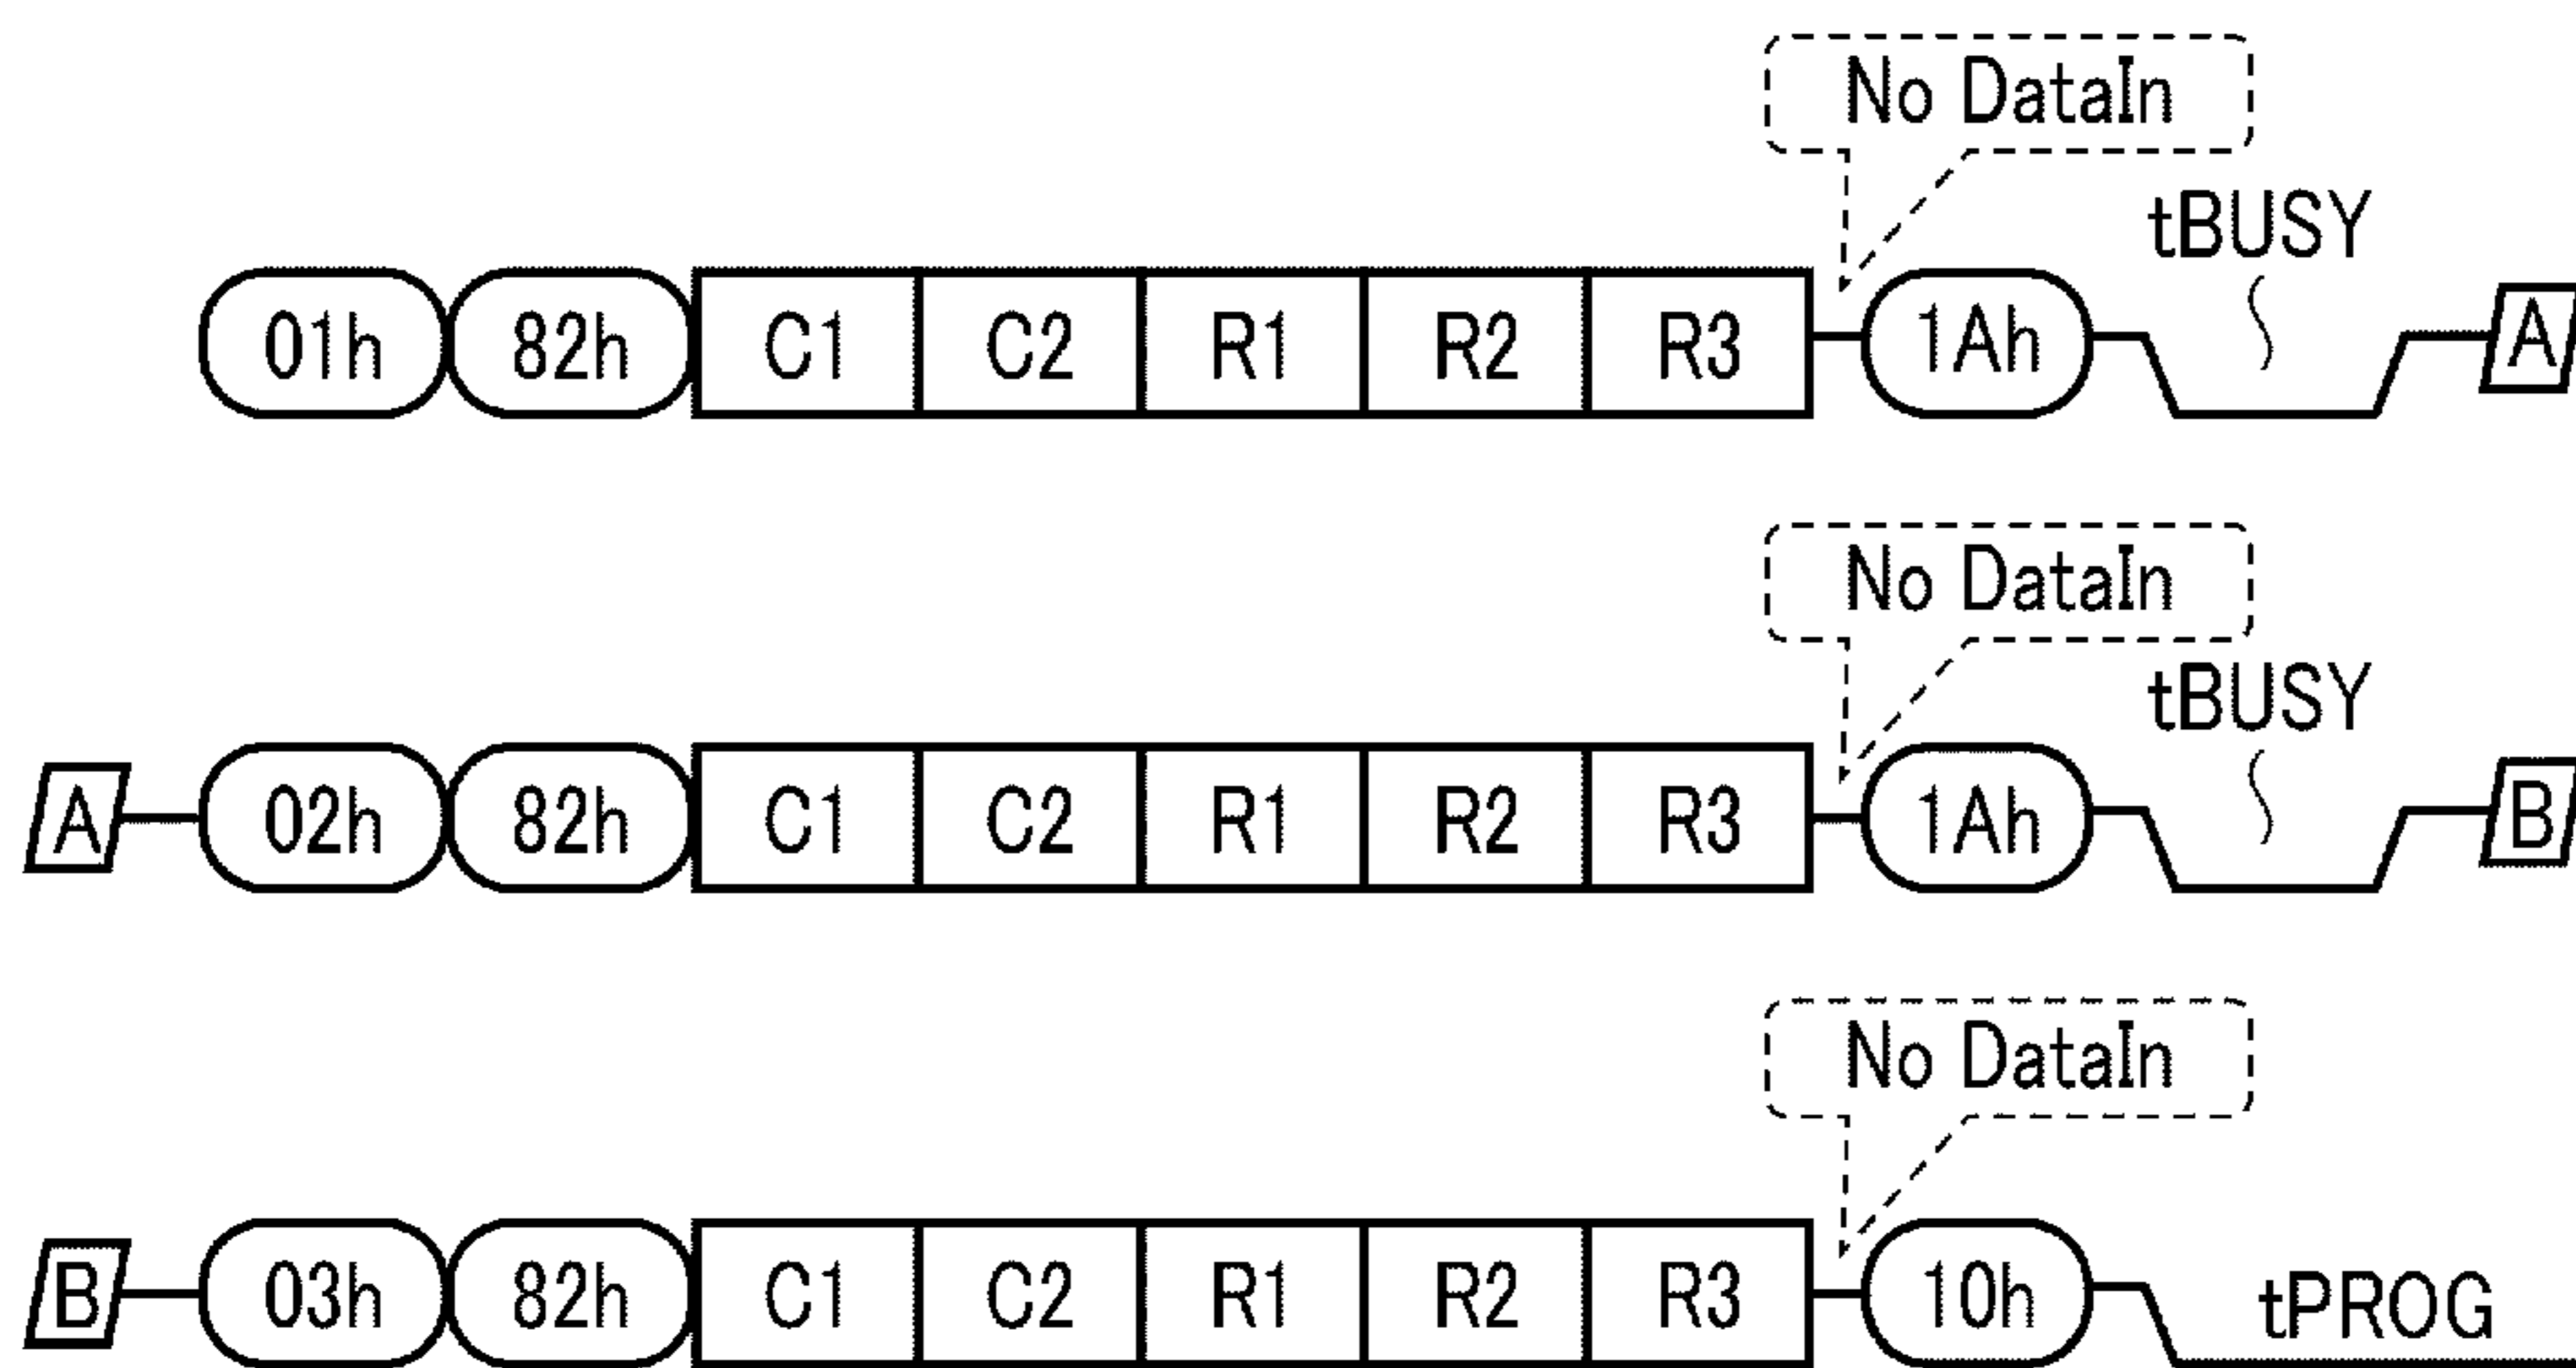 No DataIn
tBUSY
01h 82h C1 C2 R1 R2 R3 1Ah A
No DataIn
tBUSY
A 02h 82h C1 C2 R1 R2 R3 1Ah B
No DataIn
B 03h 82h C1 C2 R1 R2 R3 10h tPROG